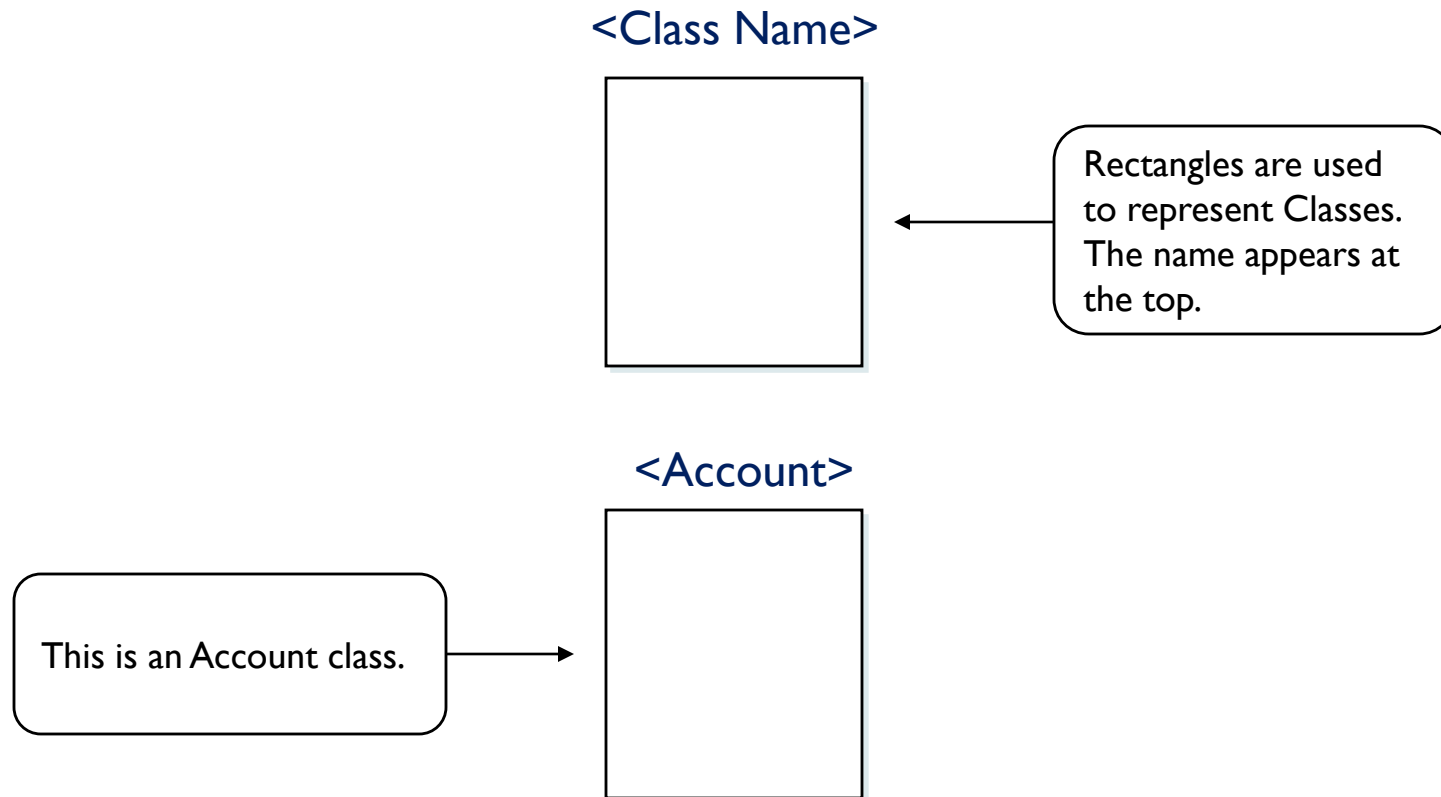 <Class Name>
Rectangles are used
to represent Classes.
The name appears at
the top.
<Account>
This is an Account class.